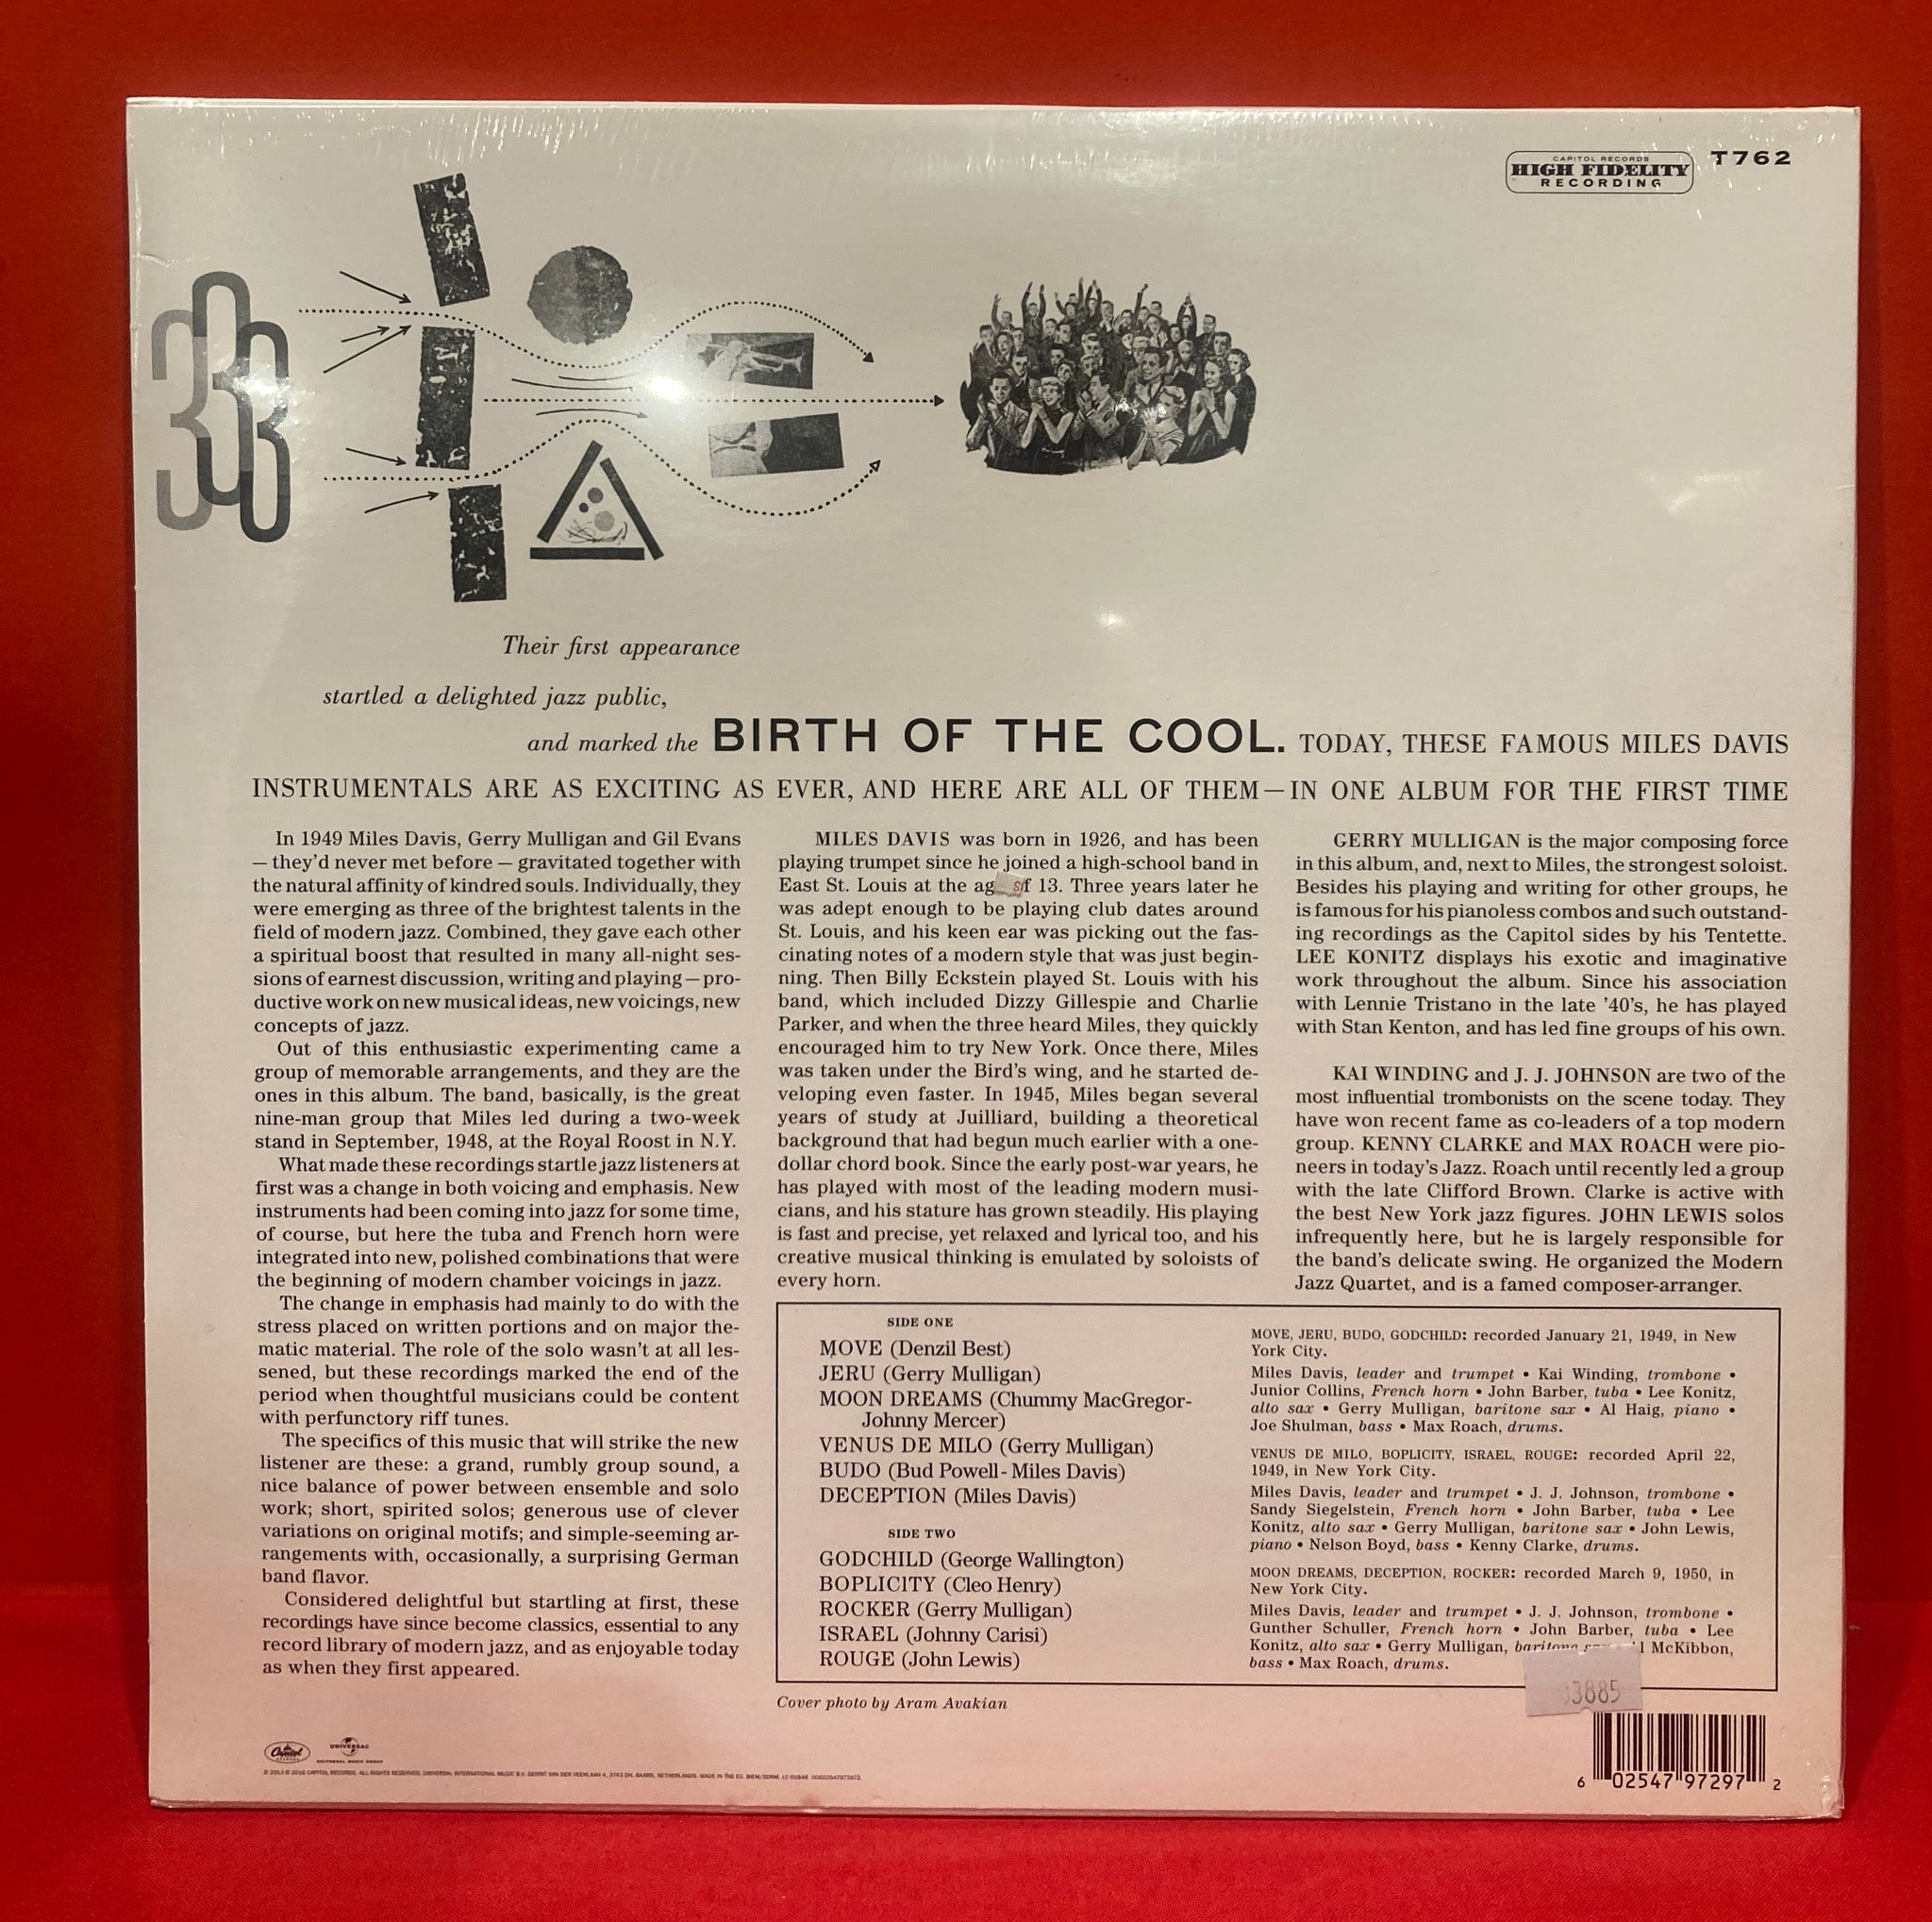 CAPITOL RECORDS
HIGH FIDELITY
RECORDING
T762
33
Their first appearance
startled a delighted jazz public,
and marked the BIRTH OF THE COOL. TODAY, THESE FAMOUS MILES DAVIS
INSTRUMENTALS ARE AS EXCITING AS EVER, AND HERE ARE ALL OF THEM—IN ONE ALBUM FOR THE FIRST TIME
In 1949 Miles Davis, Gerry Mulligan and Gil Evans
— they'd never met before — gravitated together with
the natural affinity of kindred souls. Individually, they
were emerging as three of the brightest talents in the
field of modern jazz. Combined, they gave each other
a spiritual boost that resulted in many all-night ses-
sions of earnest discussion, writing and playing—pro-
ductive work on new musical ideas, new voicings, new
concepts of jazz.
Out of this enthusiastic experimenting came a
group of memorable arrangements, and they are the
ones in this album. The band, basically, is the great
nine-man group that Miles led during a two-week
stand in September, 1948, at the Royal Roost in N.Y.
What made these recordings startle jazz listeners at
first was a change in both voicing and emphasis. New
instruments had been coming into jazz for some time,
of course, but here the tuba and French horn were
integrated into new, polished combinations that were
the beginning of modern chamber voicings in jazz.
The change in emphasis had mainly to do with the
stress placed on written portions and on major the-
matic material. The role of the solo wasn't at all les-
sened, but these recordings marked the end of the
period when thoughtful musicians could be content
with perfunctory riff tunes.
The specifics of this music that will strike the new
listener are these: a grand, rumbly group sound, a
nice balance of power between ensemble and solo
work; short, spirited solos; generous use of clever
variations on original motifs; and simple-seeming ar-
rangements with, occasionally, a surprising German
band flavor.
Considered delightful but startling at first, these
recordings have since become classics, essential to any
record library of modern jazz, and as enjoyable today
as when they first appeared.
MILES DAVIS was born in 1926, and has been
playing trumpet since he joined a high-school band in
East St. Louis at the 13. Three years later he
was adept enough to be playing club dates around
St. Louis, and his keen ear was picking out the fas-
cinating notes of a modern style that was just begin-
ning. Then Billy Eckstein played St. Louis with his
band, which included Dizzy Gillespie and Charlie
Parker, and when the three heard Miles, they quickly
encouraged him to try New York. Once there, Miles
was taken under the Bird's wing, and he started de-
veloping even faster. In 1945, Miles began several
years of study at Juilliard, building a theoretical
background that had begun much earlier with a one-
dollar chord book. Since the early post-war years, he
has played with most of the leading modern musi-
cians, and his stature has grown steadily. His playing
is fast and precise, yet relaxed and lyrical too, and his
creative musical thinking is emulated by soloists of
every horn.
GERRY MULLIGAN is the major composing force
in this album, and, next to Miles, the strongest soloist.
Besides his playing and writing for other groups, he
is famous for his pianoless combos and such outstand-
ing recordings as the Capitol sides by his Tentette.
LEE KONITZ displays his exotic and imaginative
work throughout the album. Since his association
with Lennie Tristano in the late '40's, he has played
with Stan Kenton, and has led fine groups of his own.
KAI WINDING and J. J. JOHNSON are two of the
most influential trombonists on the scene today. They
have won recent fame as co-leaders of a top modern
group. KENNY CLARKE and MAX ROACH were pio-
neers in today's Jazz. Roach until recently led a group
with the late Clifford Brown. Clarke is active with
the best New York jazz figures. JOHN LEWIS solos
infrequently here, but he is largely responsible for
the band's delicate swing. He organized the Modern
Jazz Quartet, and is a famed composer-arranger.
SIDE ONE
MOVE (Denzil Best)
JERU (Gerry Mulligan)
MOON DREAMS (Chummy MacGregor-
Johnny Mercer)
VENUS DE MILO (Gerry Mulligan)
BUDO (Bud Powell-Miles Davis)
DECEPTION (Miles Davis)
SIDE TWO
GODCHILD (George Wallington)
BOPLICITY (Cleo Henry)
ROCKER (Gerry Mulligan)
ISRAEL (Johnny Carisi)
ROUGE (John Lewis)
MOVE, JERU, BUDO, GODCHILD: recorded January 21, 1949, in New
York City.
Miles Davis, leader and trumpet • Kai Winding, trombone •
Junior Collins, French horn • John Barber, tuba • Lee Konitz,
alto sax • Gerry Mulligan, baritone sax • Al Haig, piano •
Joe Shulman, bass • Max Roach, drums.
VENUS DE MILO, BOPLICITY, ISRAEL, ROUGE: recorded April 22,
1949, in New York City.
Miles Davis, leader and trumpet • J. J. Johnson, trombone •
Sandy Siegelstein, French horn • John Barber, tuba • Lee
Konitz, alto sax • Gerry Mulligan, baritone sax • John Lewis,
piano • Nelson Boyd, bass • Kenny Clarke, drums.
MOON DREAMS, DECEPTION, ROCKER: recorded March 9, 1950, in
New York City.
Miles Davis, leader and trumpet • J. J. Johnson, trombone •
Gunther Schuller, French horn • John Barber, tuba • Lee
Konitz, alto sax • Gerry Mulligan, baritone McKibbon,
bass • Max Roach, drums.
Cover photo by Aram Avakian
Capitol
UNIVERSAL
UNIVERSAL MUSIC GROUP
6 02547 97297 2